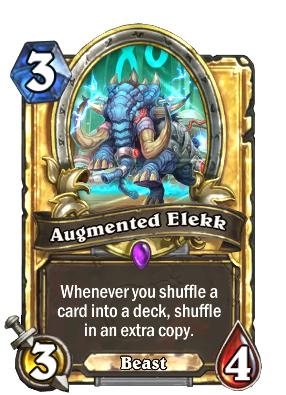 3
Augmented Elekk
Whenever you shuffle a
card into a deck, shuffle
in an extra copy.
3
Beast
4